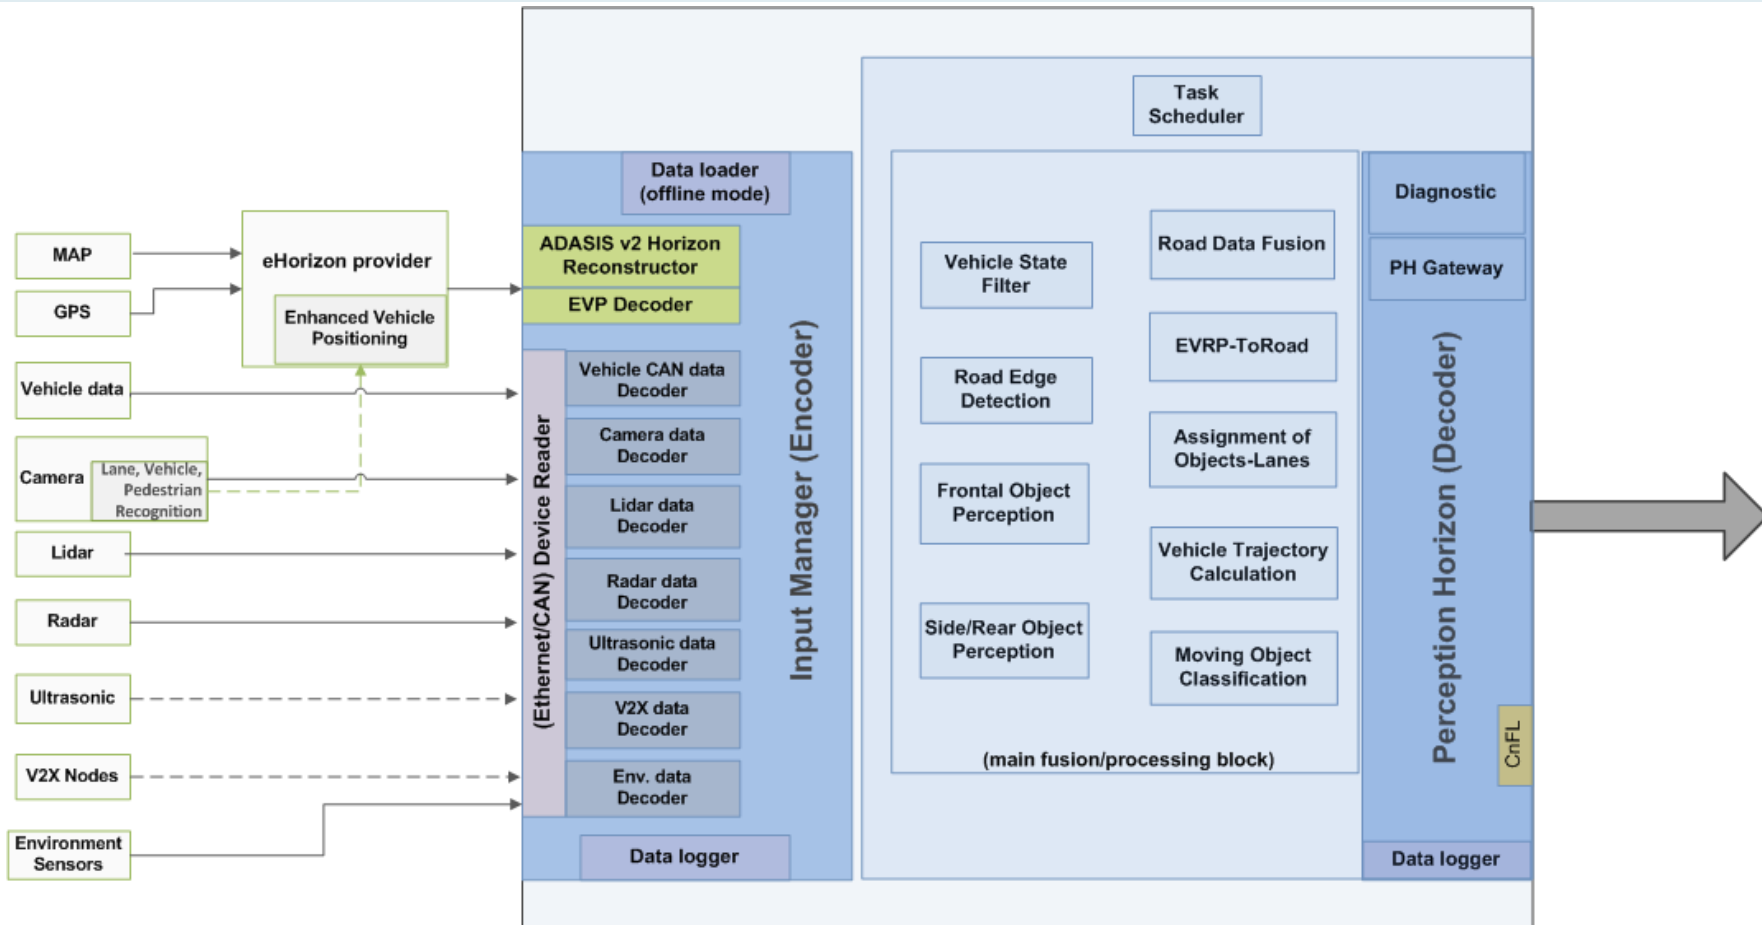 MAP
GPS
Vehicle data
Camera
Lane, Vehicle,
Pedestrian
Recognition
Lidar
Radar
Ultrasonic
V2X Nodes
Environment
Sensors
eHorizon provider
Enhanced Vehicle
Positioning
Data loader
(offline mode)
ADASIS v2 Horizon
Reconstructor
EVP Decoder
(Ethernet/CAN) Device Reader
Vehicle CAN data
Decoder
Camera data
Decoder
Lidar data
Decoder
Radar data
Decoder
Ultrasonic data
Decoder
V2X data
Decoder
Env. data
Decoder
Data logger
Input Manager (Encoder)
Task
Scheduler
Vehicle State
Filter
Road Edge
Detection
Frontal Object
Perception
Side/Rear Object
Perception
Road Data Fusion
EVRP-ToRoad
Assignment of
Objects-Lanes
Vehicle Trajectory
Calculation
Moving Object
Classification
(main fusion/processing block)
Diagnostic
PH Gateway
Perception Horizon (Decoder)
CnFL
Data logger